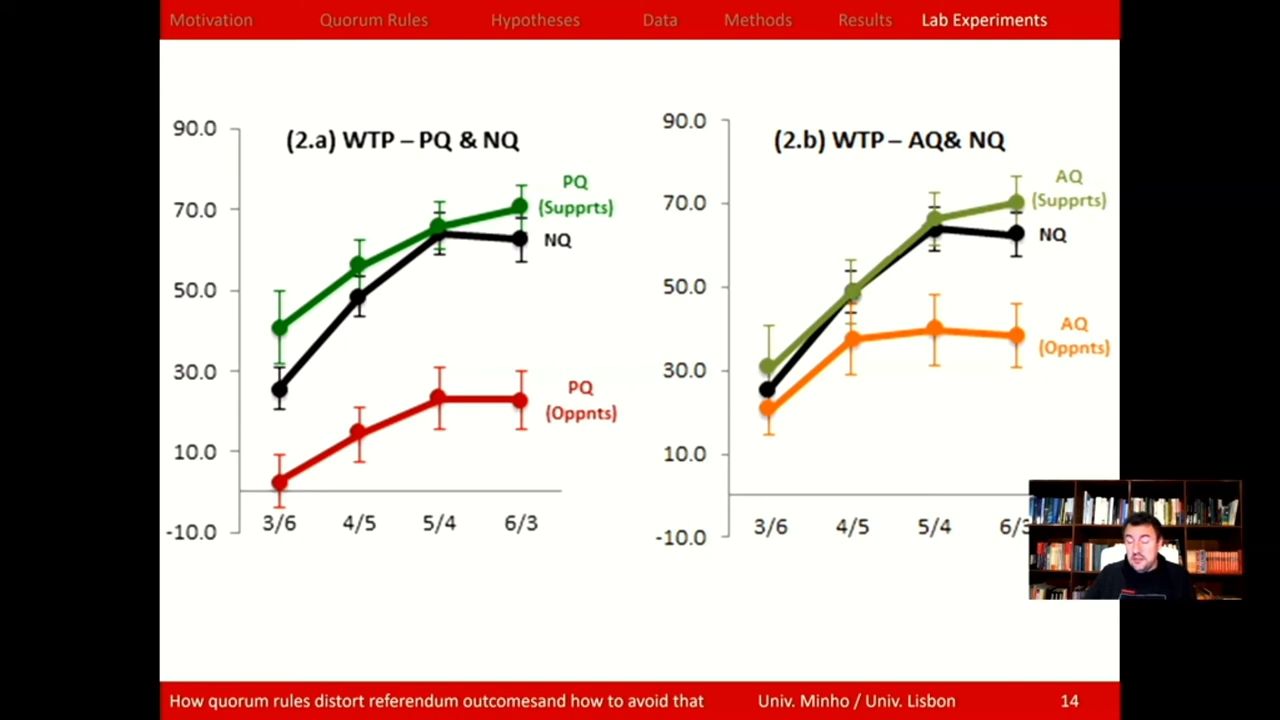 Motivation Quorum Rules Hypotheses Data Methods Results Lab Experiments
(2.a) WTP – PQ & NQ
90.0
70.0
50.0
30.0
10.0
-10.0
PQ
(Supprts)
NQ
PQ
(Oppnts)
3/6 4/5 5/4 6/3
(2.b) WTP – AQ& NQ
90.0
70.0
50.0
30.0
10.0
-10.0
AQ
(Supprts)
NQ
AQ
(Oppnts)
3/6 4/5 5/4 6/3
How quorum rules distort referendum outcomesand how to avoid that Univ. Minho / Univ. Lisbon 14